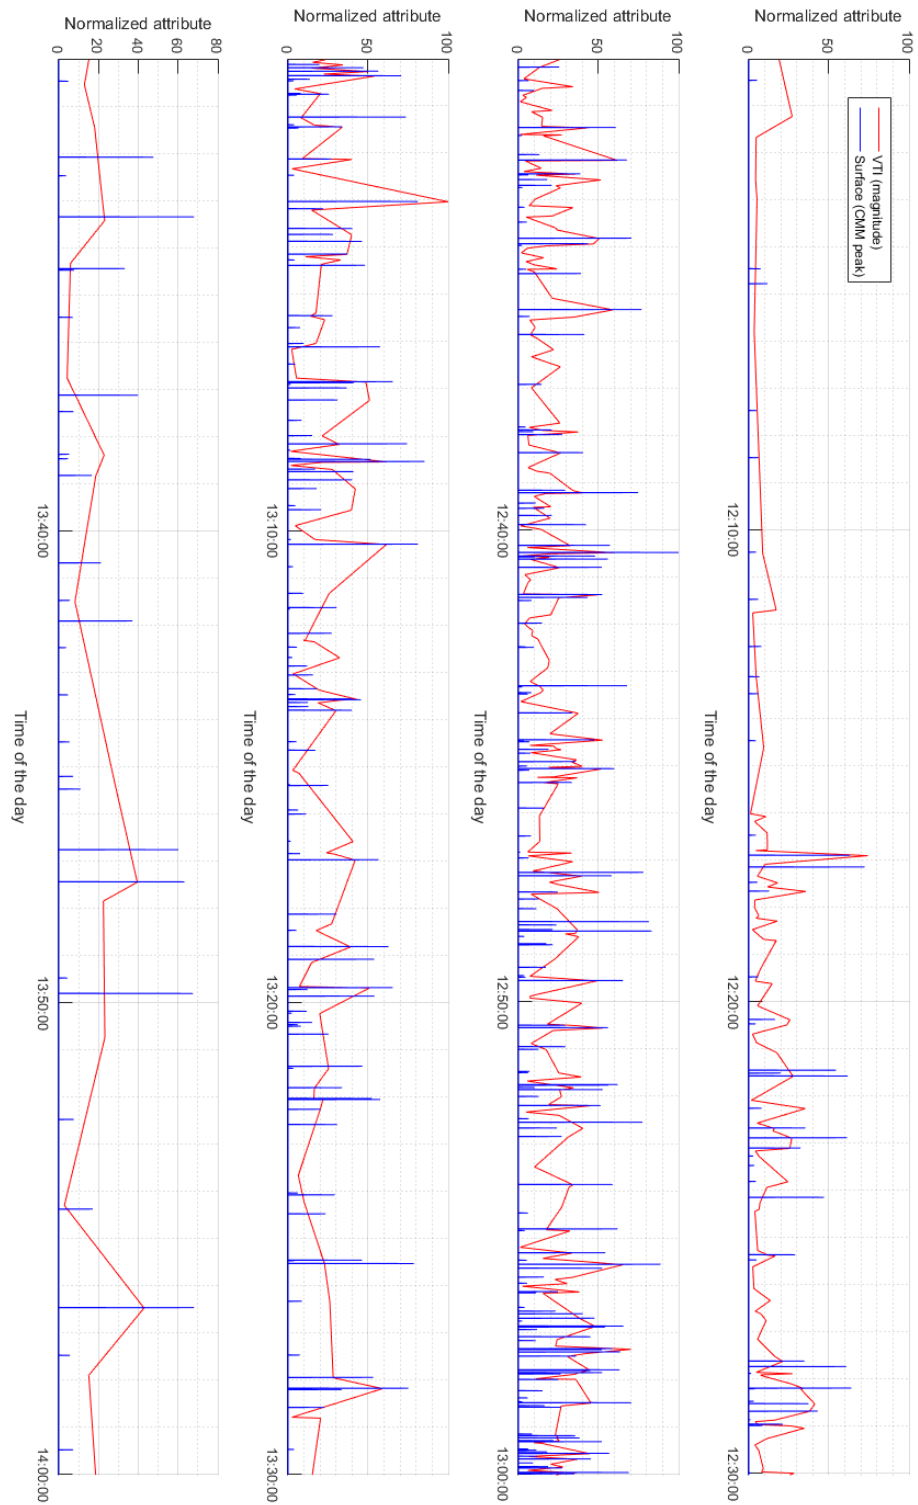 Normalized attribute
100
50
0
VTI (magnitude)
Surface (CMM peak)
12:10:00 12:20:00 12:30:00
Time of the day
Normalized attribute
100
50
0
12:40:00 12:50:00 13:00:00
Time of the day
Normalized attribute
100
50
0
13:10:00 13:20:00 13:30:00
Time of the day
Normalized attribute
80
60
40
20
0
13:40:00 13:50:00 14:00:00
Time of the day